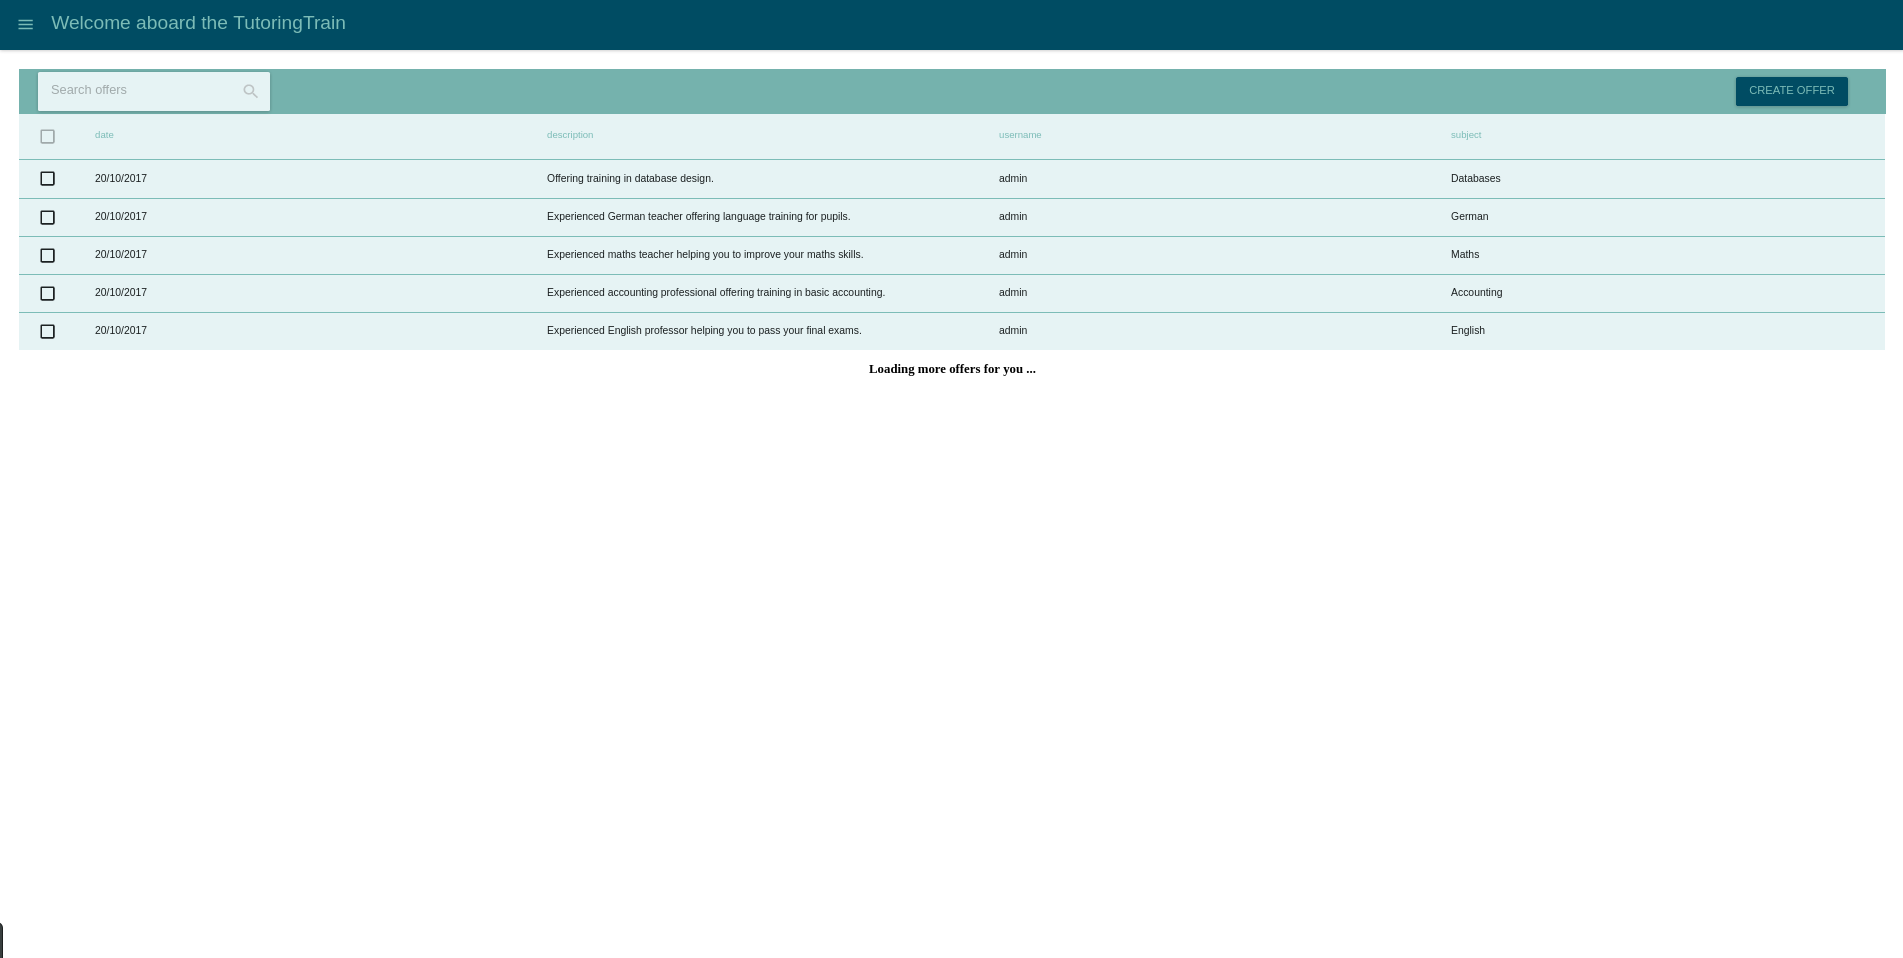 Welcome aboard the TutoringTrain
Search offers
CREATE OFFER
date description username subject
20/10/2017 Offering training in database design. admin Databases
20/10/2017 Experienced German teacher offering language training for pupils. admin German
20/10/2017 Experienced maths teacher helping you to improve your maths skills. admin Maths
20/10/2017 Experienced accounting professional offering training in basic accounting. admin Accounting
20/10/2017 Experienced English professor helping you to pass your final exams. admin English
Loading more offers for you ...